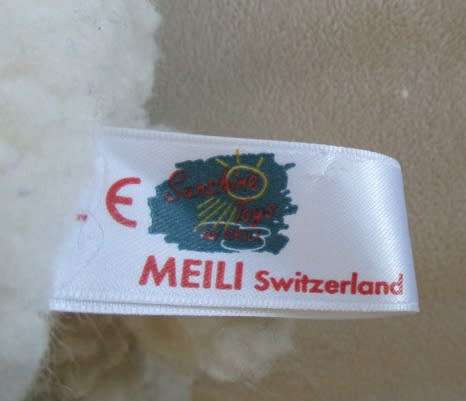 €
Sunshine
Toys
MEILI Switzerland